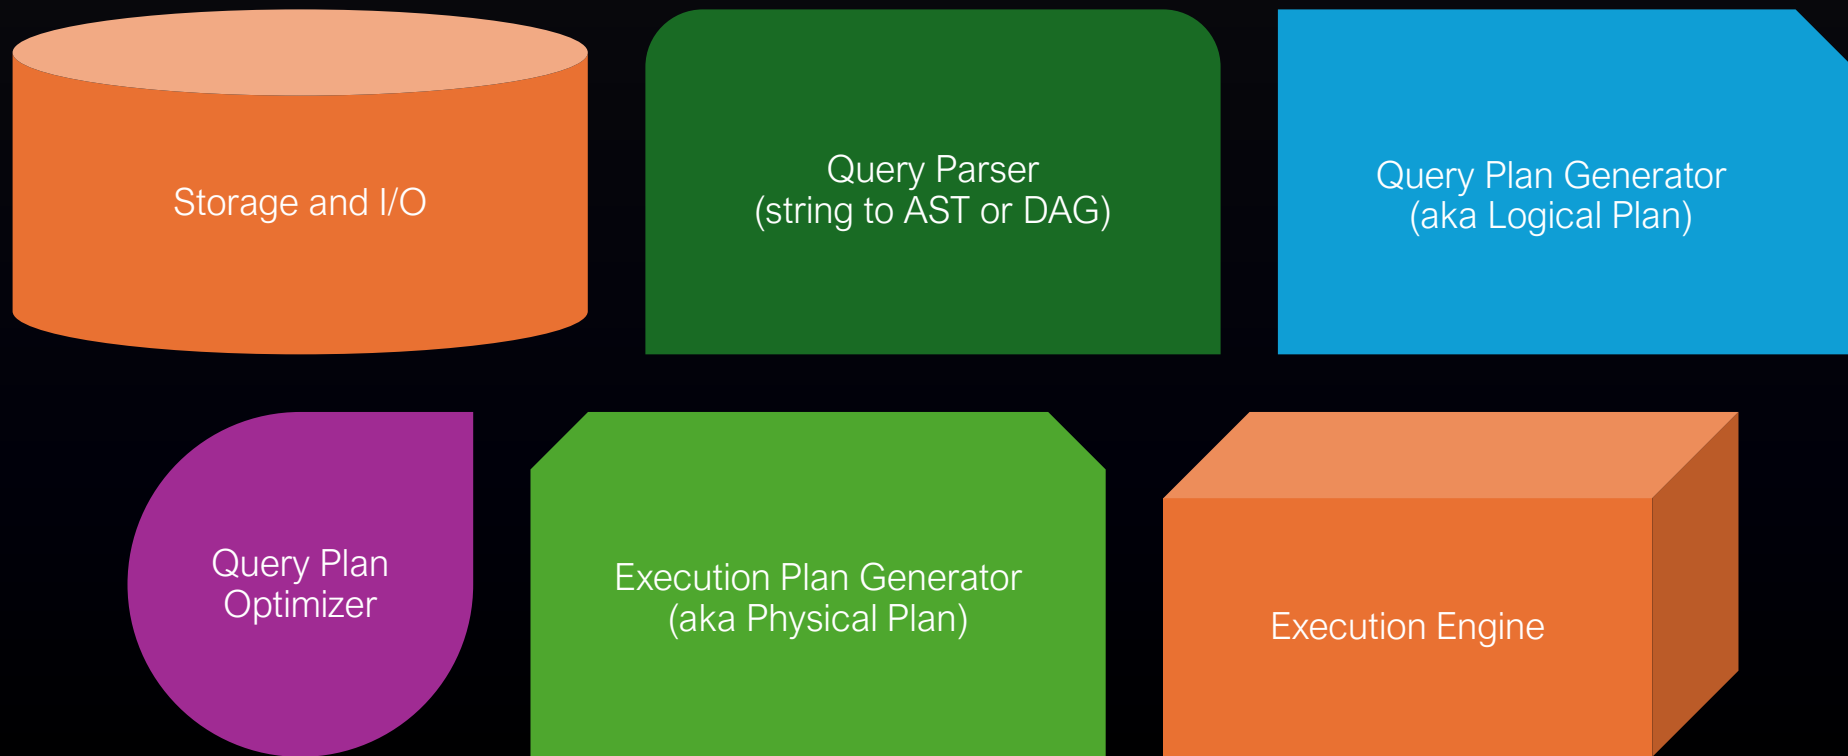 Storage and I/O
Query Parser
(string to AST or DAG)
Query Plan Generator
(aka Logical Plan)
Query Plan
Optimizer
Execution Plan Generator
(aka Physical Plan)
Execution Engine